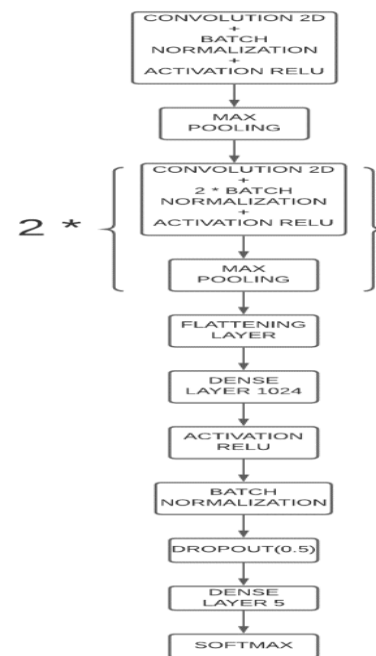 CONVOLUTION 2D
+
BATCH
NORMALIZATION
+
ACTIVATION RELU
MAX
POOLING
CONVOLUTION 2D
+
2 * BATCH
NORMALIZATION
+
ACTIVATION RELU
2 *
MAX
POOLING
FLATTENING
LAYER
DENSE
LAYER 1024
ACTIVATION
RELU
BATCH
NORMALIZATION
DROPOUT(0.5)
DENSE
LAYER 5
SOFTMAX